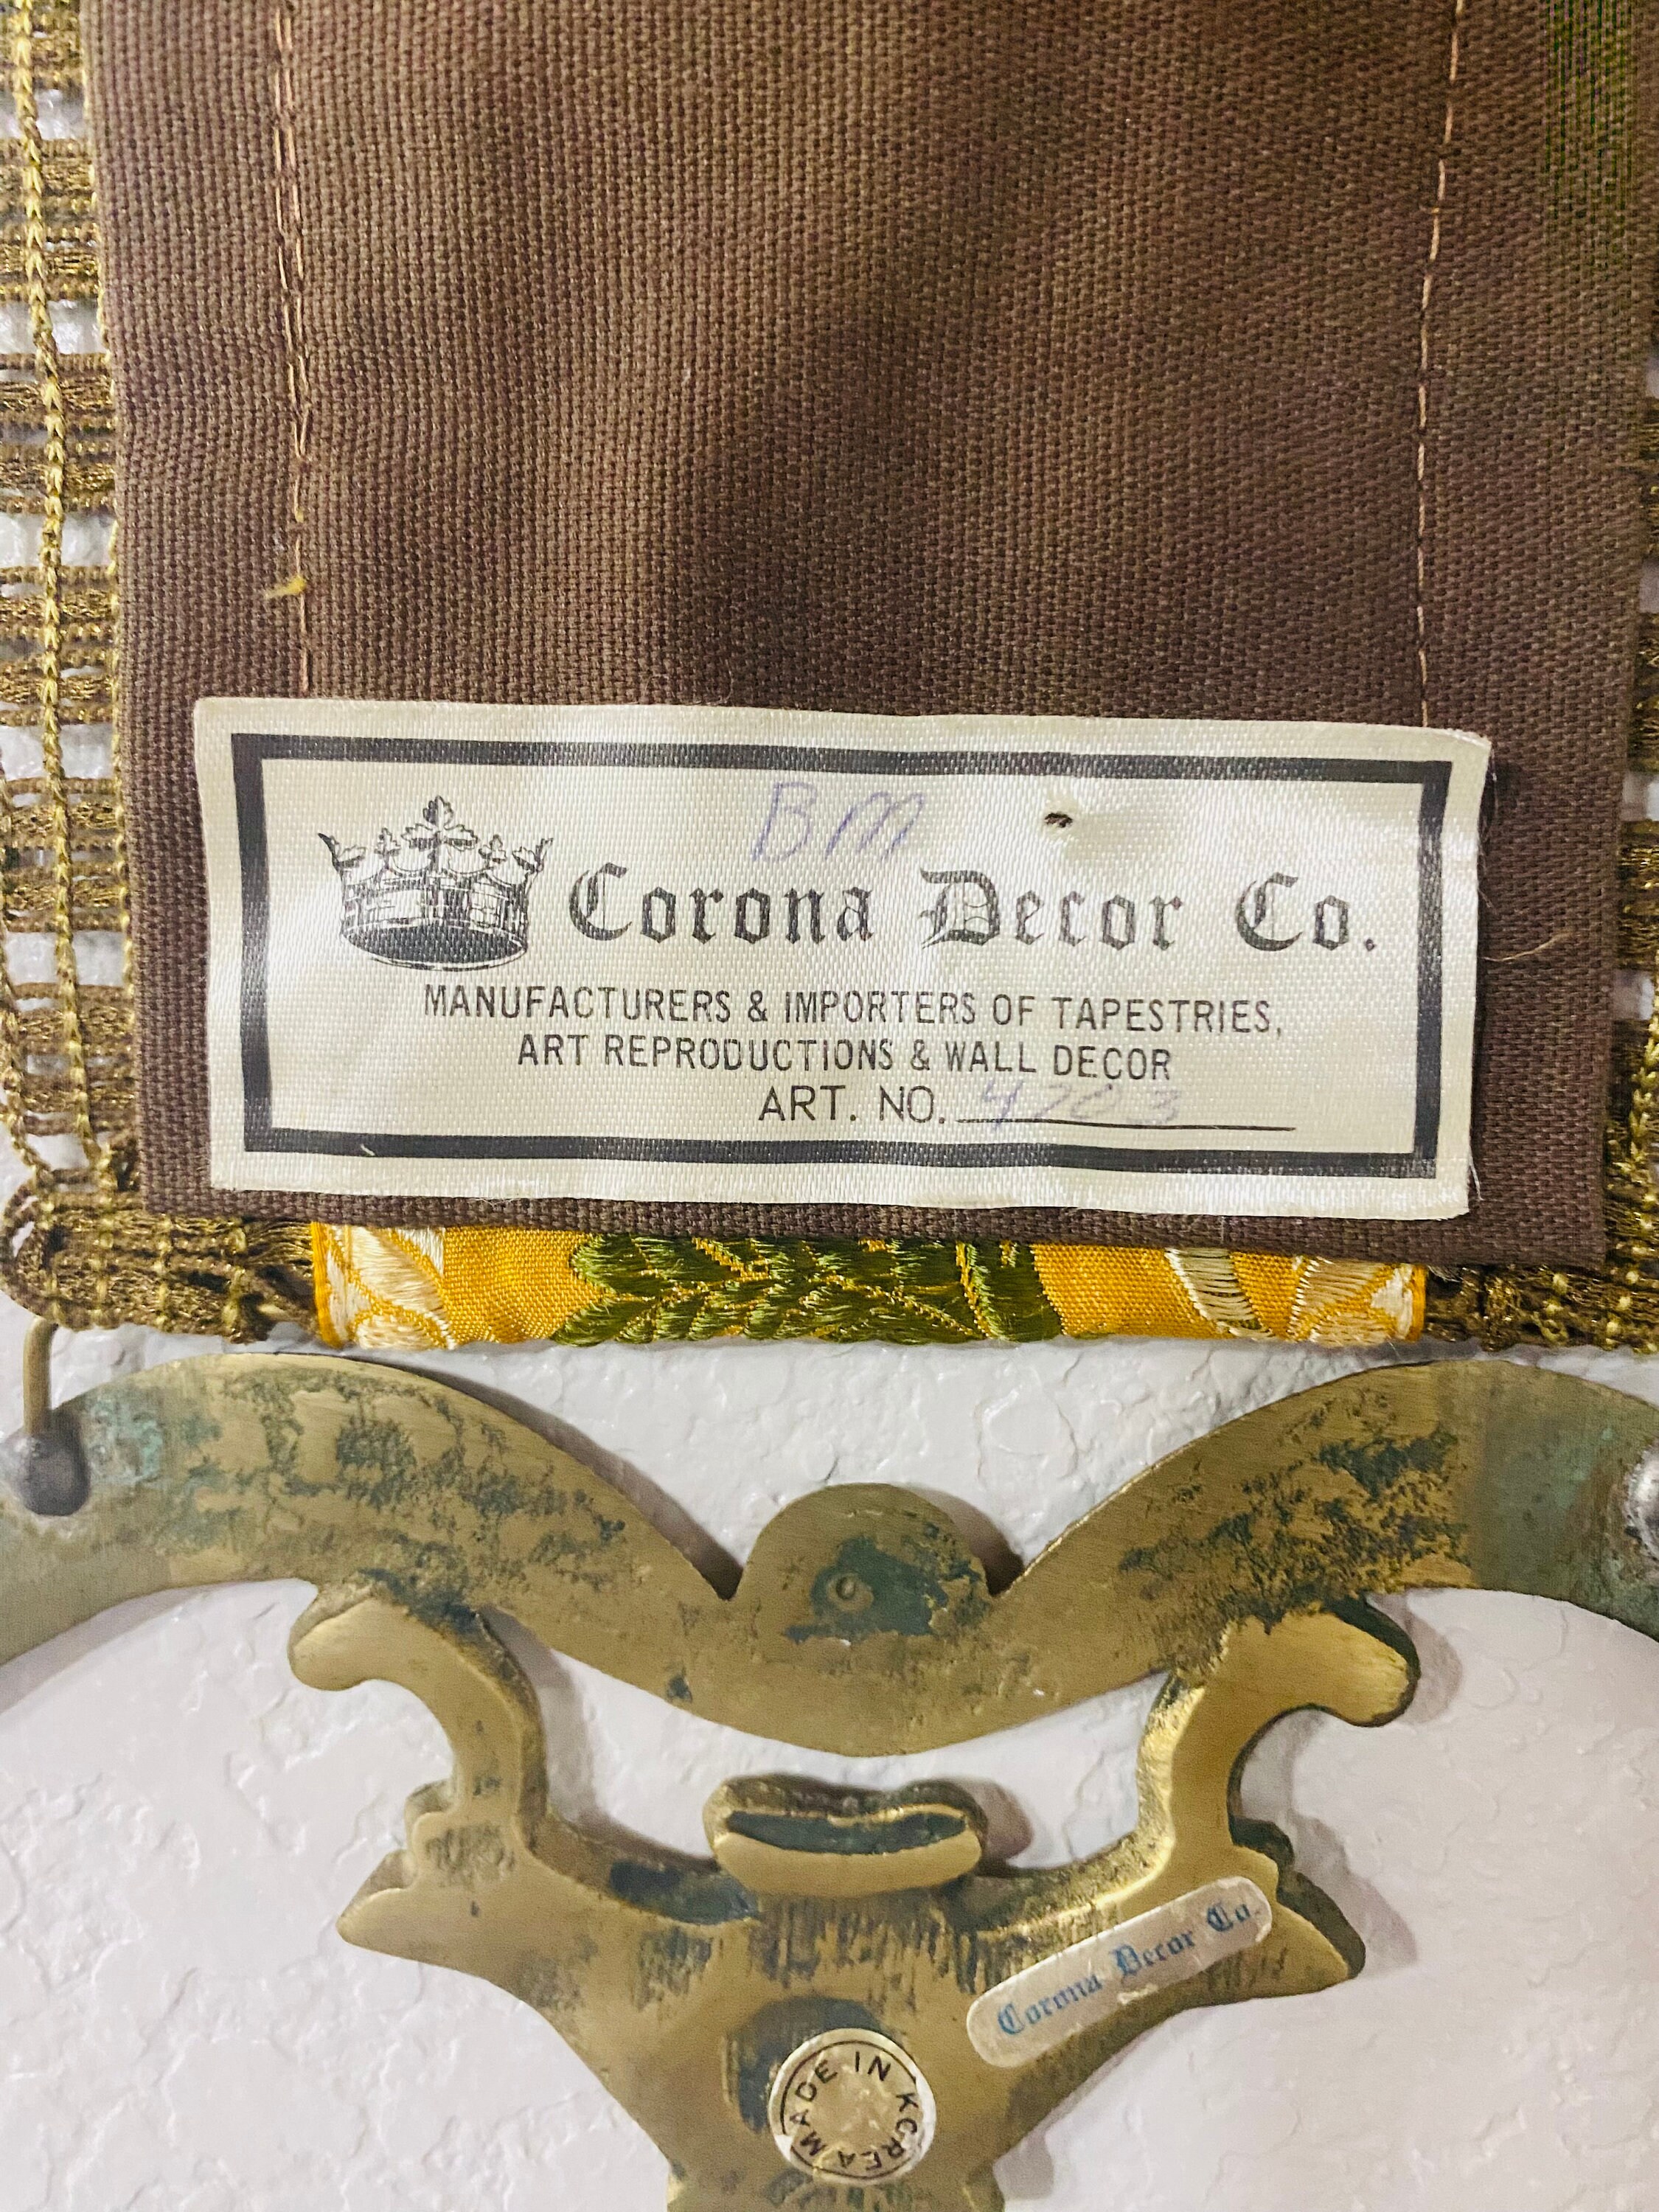 BM
Corona Decor Co.
MANUFACTURERS & IMPORTERS OF TAPESTRIES,
ART REPRODUCTIONS & WALL DECOR
ART. NO. 4703
Corona Decor Co.
MADE IN KOREA